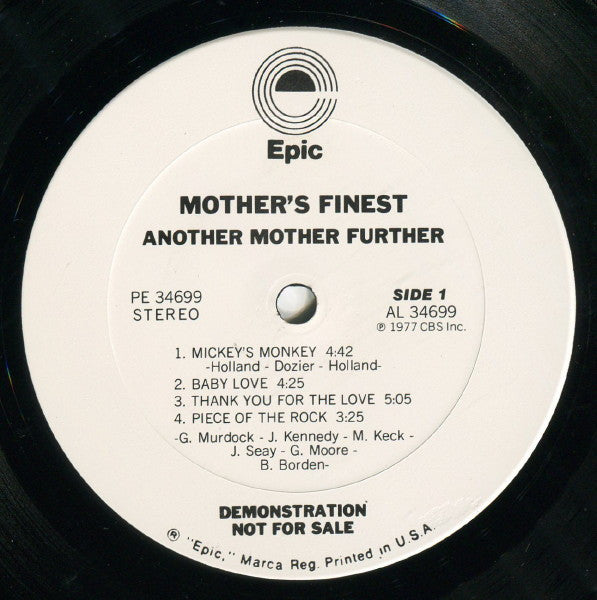 Epic
MOTHER'S FINEST
ANOTHER MOTHER FURTHER
PE 34699
STEREO
SIDE 1
AL 34699
℗ 1977 CBS Inc.
1. MICKEY'S MONKEY 4:42
-Holland - Dozier - Holland-
2. BABY LOVE 4:25
3. THANK YOU FOR THE LOVE 5:05
4. PIECE OF THE ROCK 3:25
-G. Murdock - J. Kennedy - M. Keck -
J. Seay - G. Moore -
B. Borden-
DEMONSTRATION
NOT FOR SALE
® "Epic," Marca Reg. Printed in U.S.A.